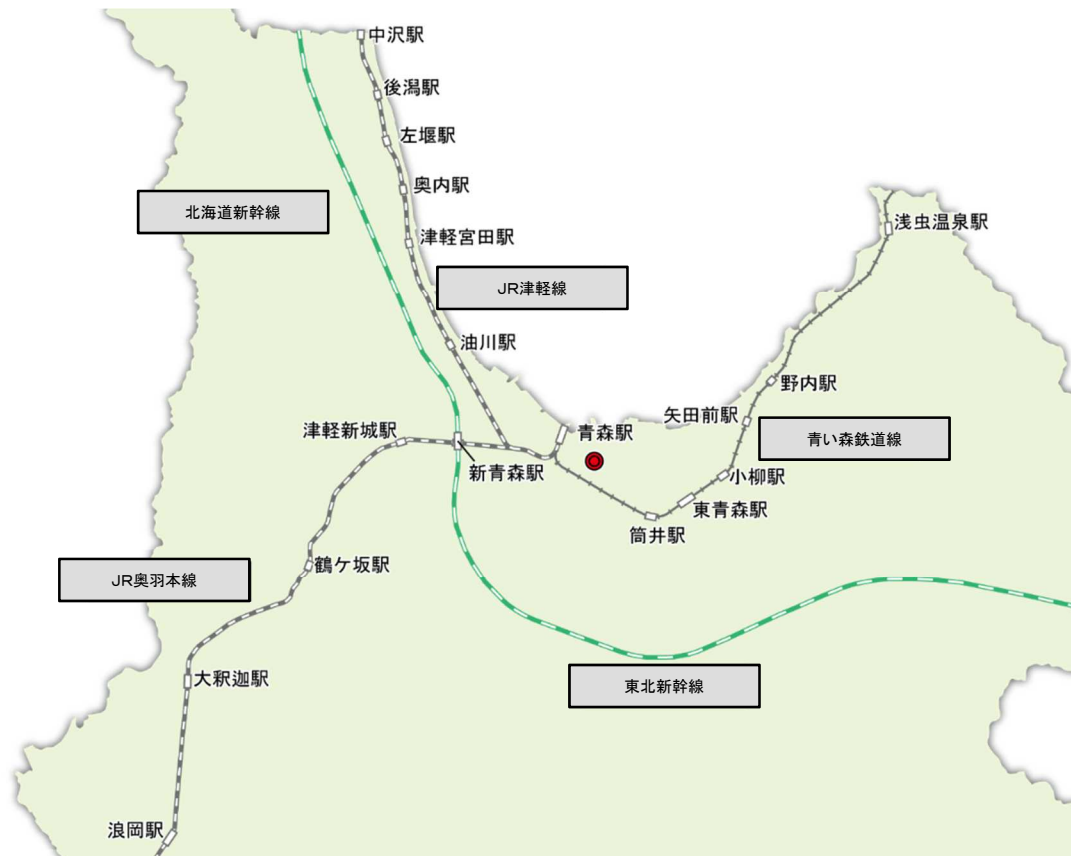 中沢駅
後潟駅
左堰駅
奥内駅
北海道新幹線
浅虫温泉駅
津軽宮田駅
JR津軽線
油川駅
野内駅
矢田前駅
津軽新城駅
青森駅
青い森鉄道線
新青森駅
小柳駅
東青森駅
筒井駅
鶴ケ坂駅
JR奥羽本線
大釈迦駅
東北新幹線
浪岡駅